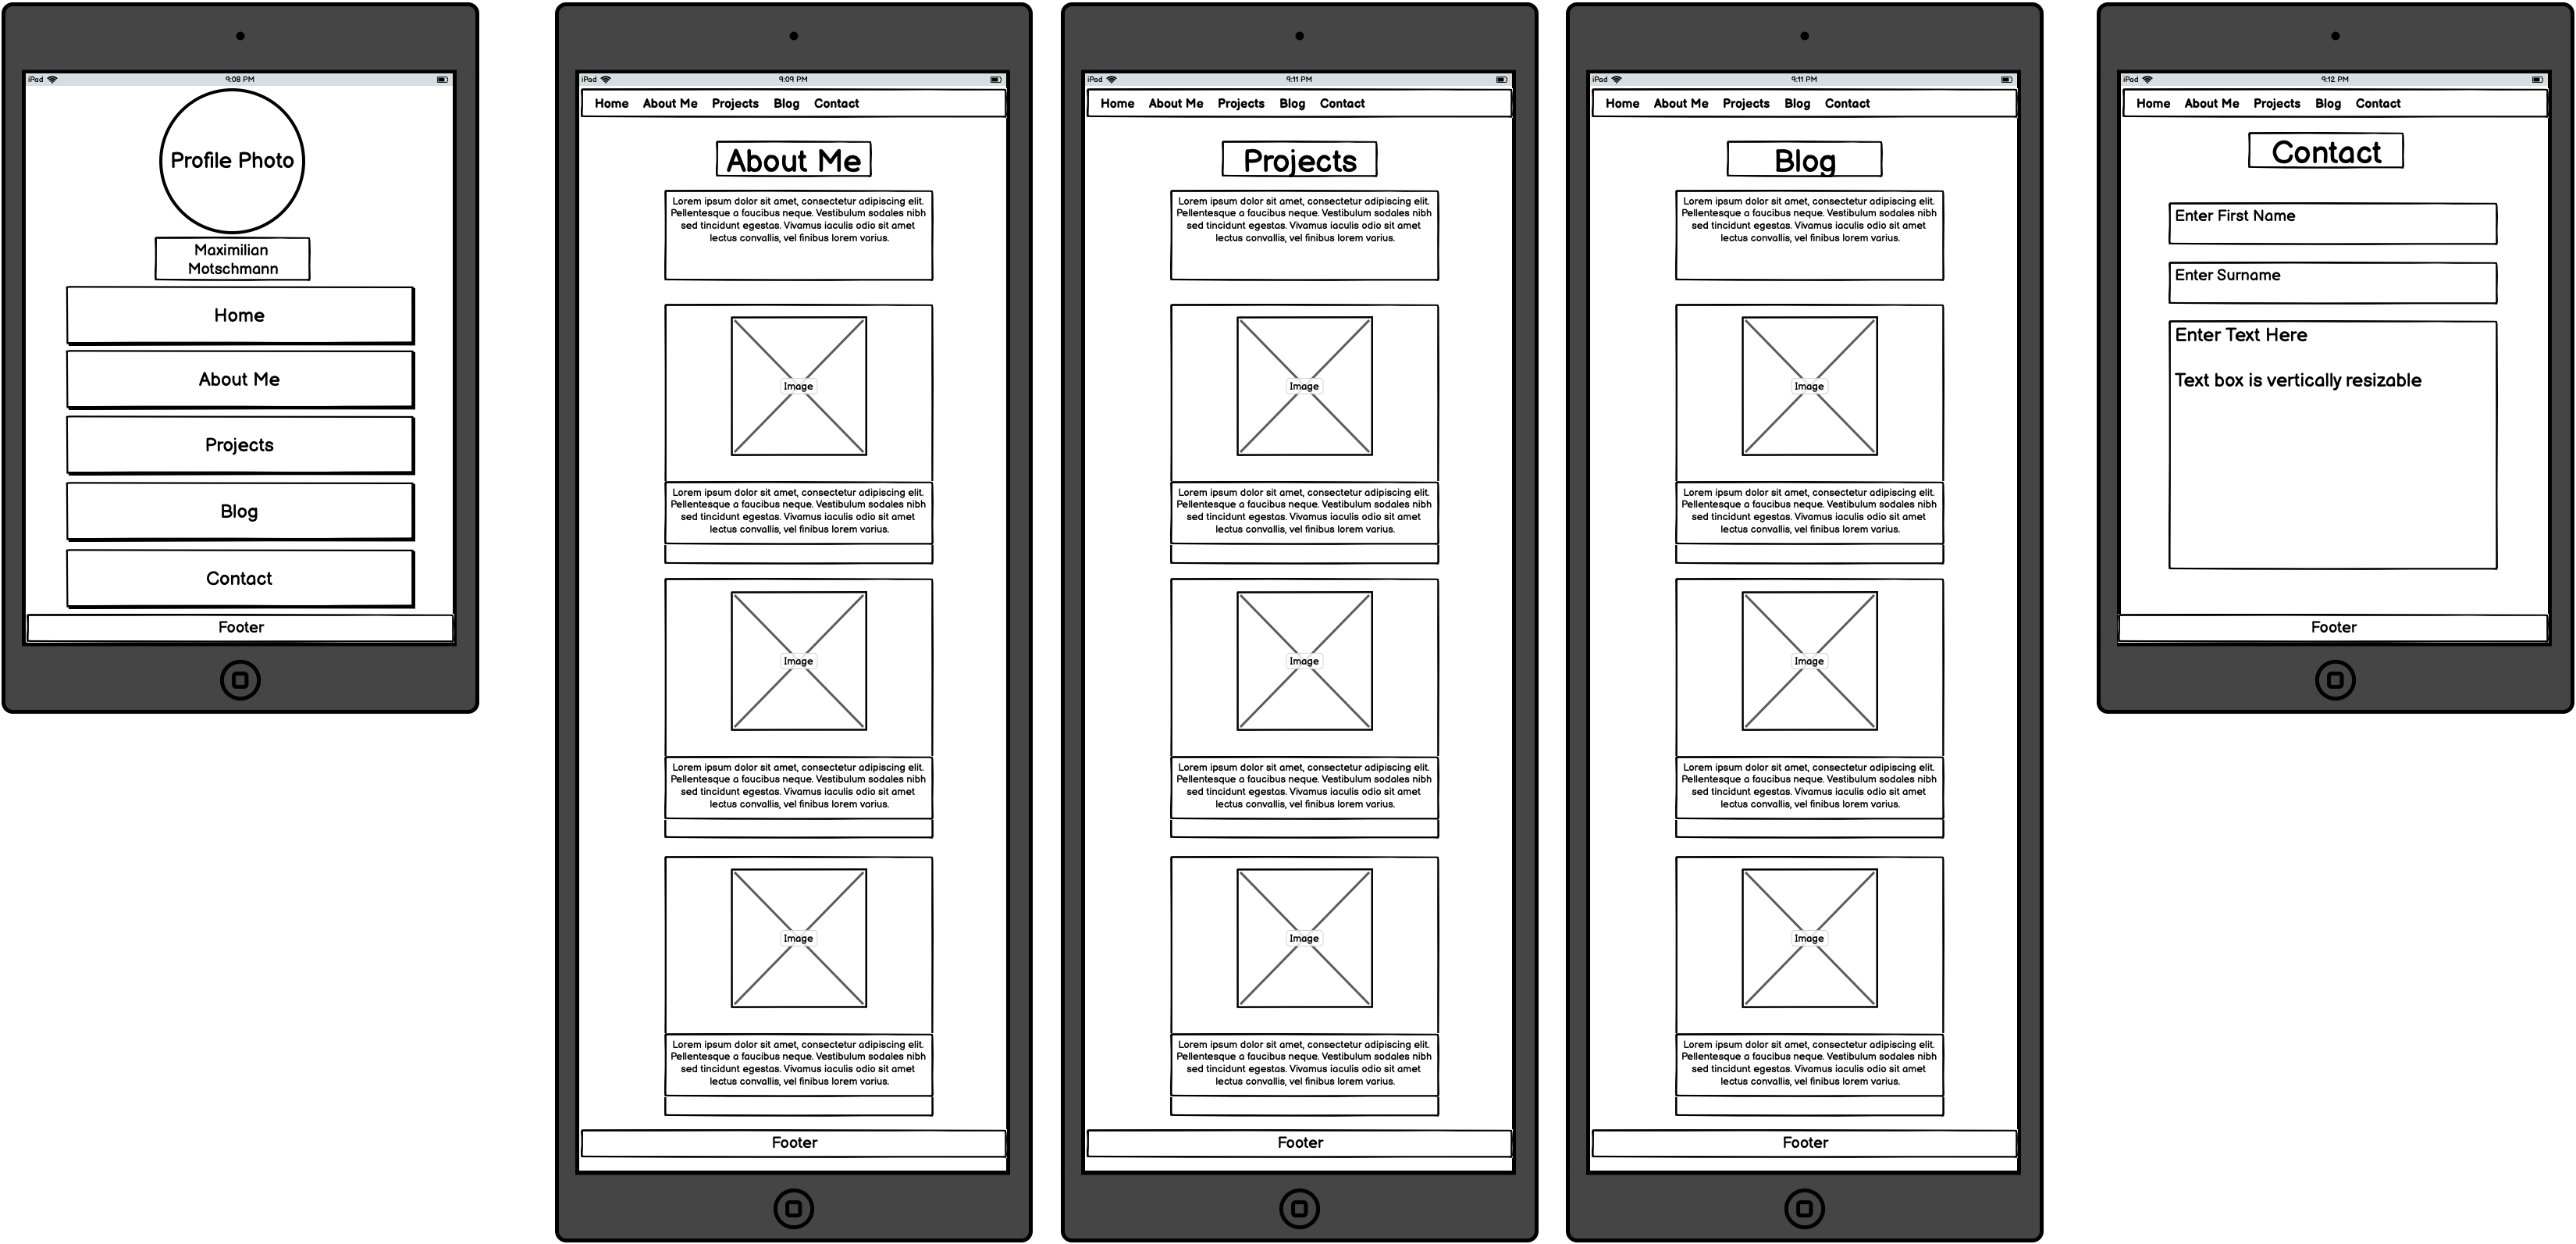 iPad
9:08 PM
Profile Photo
Maximilian
Motschmann
Home
About Me
Projects
Blog
Contact
Footer
iPad
9:09 PM
Home About Me Projects Blog Contact
About Me
Lorem ipsum dolor sit amet, consectetur adipiscing elit.
Pellentesque a faucibus neque. Vestibulum sodales nibh
sed tincidunt egestas. Vivamus iaculis odio sit amet
lectus convallis, vel finibus lorem varius.
Image
Lorem ipsum dolor sit amet, consectetur adipiscing elit.
Pellentesque a faucibus neque. Vestibulum sodales nibh
sed tincidunt egestas. Vivamus iaculis odio sit amet
lectus convallis, vel finibus lorem varius.
Image
Lorem ipsum dolor sit amet, consectetur adipiscing elit.
Pellentesque a faucibus neque. Vestibulum sodales nibh
sed tincidunt egestas. Vivamus iaculis odio sit amet
lectus convallis, vel finibus lorem varius.
Image
Lorem ipsum dolor sit amet, consectetur adipiscing elit.
Pellentesque a faucibus neque. Vestibulum sodales nibh
sed tincidunt egestas. Vivamus iaculis odio sit amet
lectus convallis, vel finibus lorem varius.
Footer
iPad
9:11 PM
Home About Me Projects Blog Contact
Projects
Lorem ipsum dolor sit amet, consectetur adipiscing elit.
Pellentesque a faucibus neque. Vestibulum sodales nibh
sed tincidunt egestas. Vivamus iaculis odio sit amet
lectus convallis, vel finibus lorem varius.
Image
Lorem ipsum dolor sit amet, consectetur adipiscing elit.
Pellentesque a faucibus neque. Vestibulum sodales nibh
sed tincidunt egestas. Vivamus iaculis odio sit amet
lectus convallis, vel finibus lorem varius.
Image
Lorem ipsum dolor sit amet, consectetur adipiscing elit.
Pellentesque a faucibus neque. Vestibulum sodales nibh
sed tincidunt egestas. Vivamus iaculis odio sit amet
lectus convallis, vel finibus lorem varius.
Image
Lorem ipsum dolor sit amet, consectetur adipiscing elit.
Pellentesque a faucibus neque. Vestibulum sodales nibh
sed tincidunt egestas. Vivamus iaculis odio sit amet
lectus convallis, vel finibus lorem varius.
Footer
iPad
9:11 PM
Home About Me Projects Blog Contact
Blog
Lorem ipsum dolor sit amet, consectetur adipiscing elit.
Pellentesque a faucibus neque. Vestibulum sodales nibh
sed tincidunt egestas. Vivamus iaculis odio sit amet
lectus convallis, vel finibus lorem varius.
Image
Lorem ipsum dolor sit amet, consectetur adipiscing elit.
Pellentesque a faucibus neque. Vestibulum sodales nibh
sed tincidunt egestas. Vivamus iaculis odio sit amet
lectus convallis, vel finibus lorem varius.
Image
Lorem ipsum dolor sit amet, consectetur adipiscing elit.
Pellentesque a faucibus neque. Vestibulum sodales nibh
sed tincidunt egestas. Vivamus iaculis odio sit amet
lectus convallis, vel finibus lorem varius.
Image
Lorem ipsum dolor sit amet, consectetur adipiscing elit.
Pellentesque a faucibus neque. Vestibulum sodales nibh
sed tincidunt egestas. Vivamus iaculis odio sit amet
lectus convallis, vel finibus lorem varius.
Footer
iPad
9:12 PM
Home About Me Projects Blog Contact
Contact
Enter First Name
Enter Surname
Enter Text Here
Text box is vertically resizable
Footer